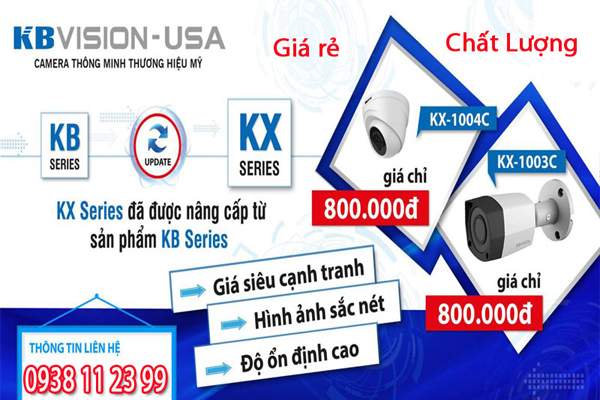 KBVISION-USA
CAMERA THÔNG MINH THƯƠNG HIỆU MỸ
Giá rẻ
Chất Lượng
KB
SERIES
UPDATE
KX
SERIES
KX Series đã được nâng cấp từ
sản phẩm KB Series
KX-1004C
giá chỉ
800.000đ
KX-1003C
KBVISION
giá chỉ
800.000đ
Giá siêu cạnh tranh
Hình ảnh sắc nét
Độ ổn định cao
THÔNG TIN LIÊN HỆ
0938 11 23 99